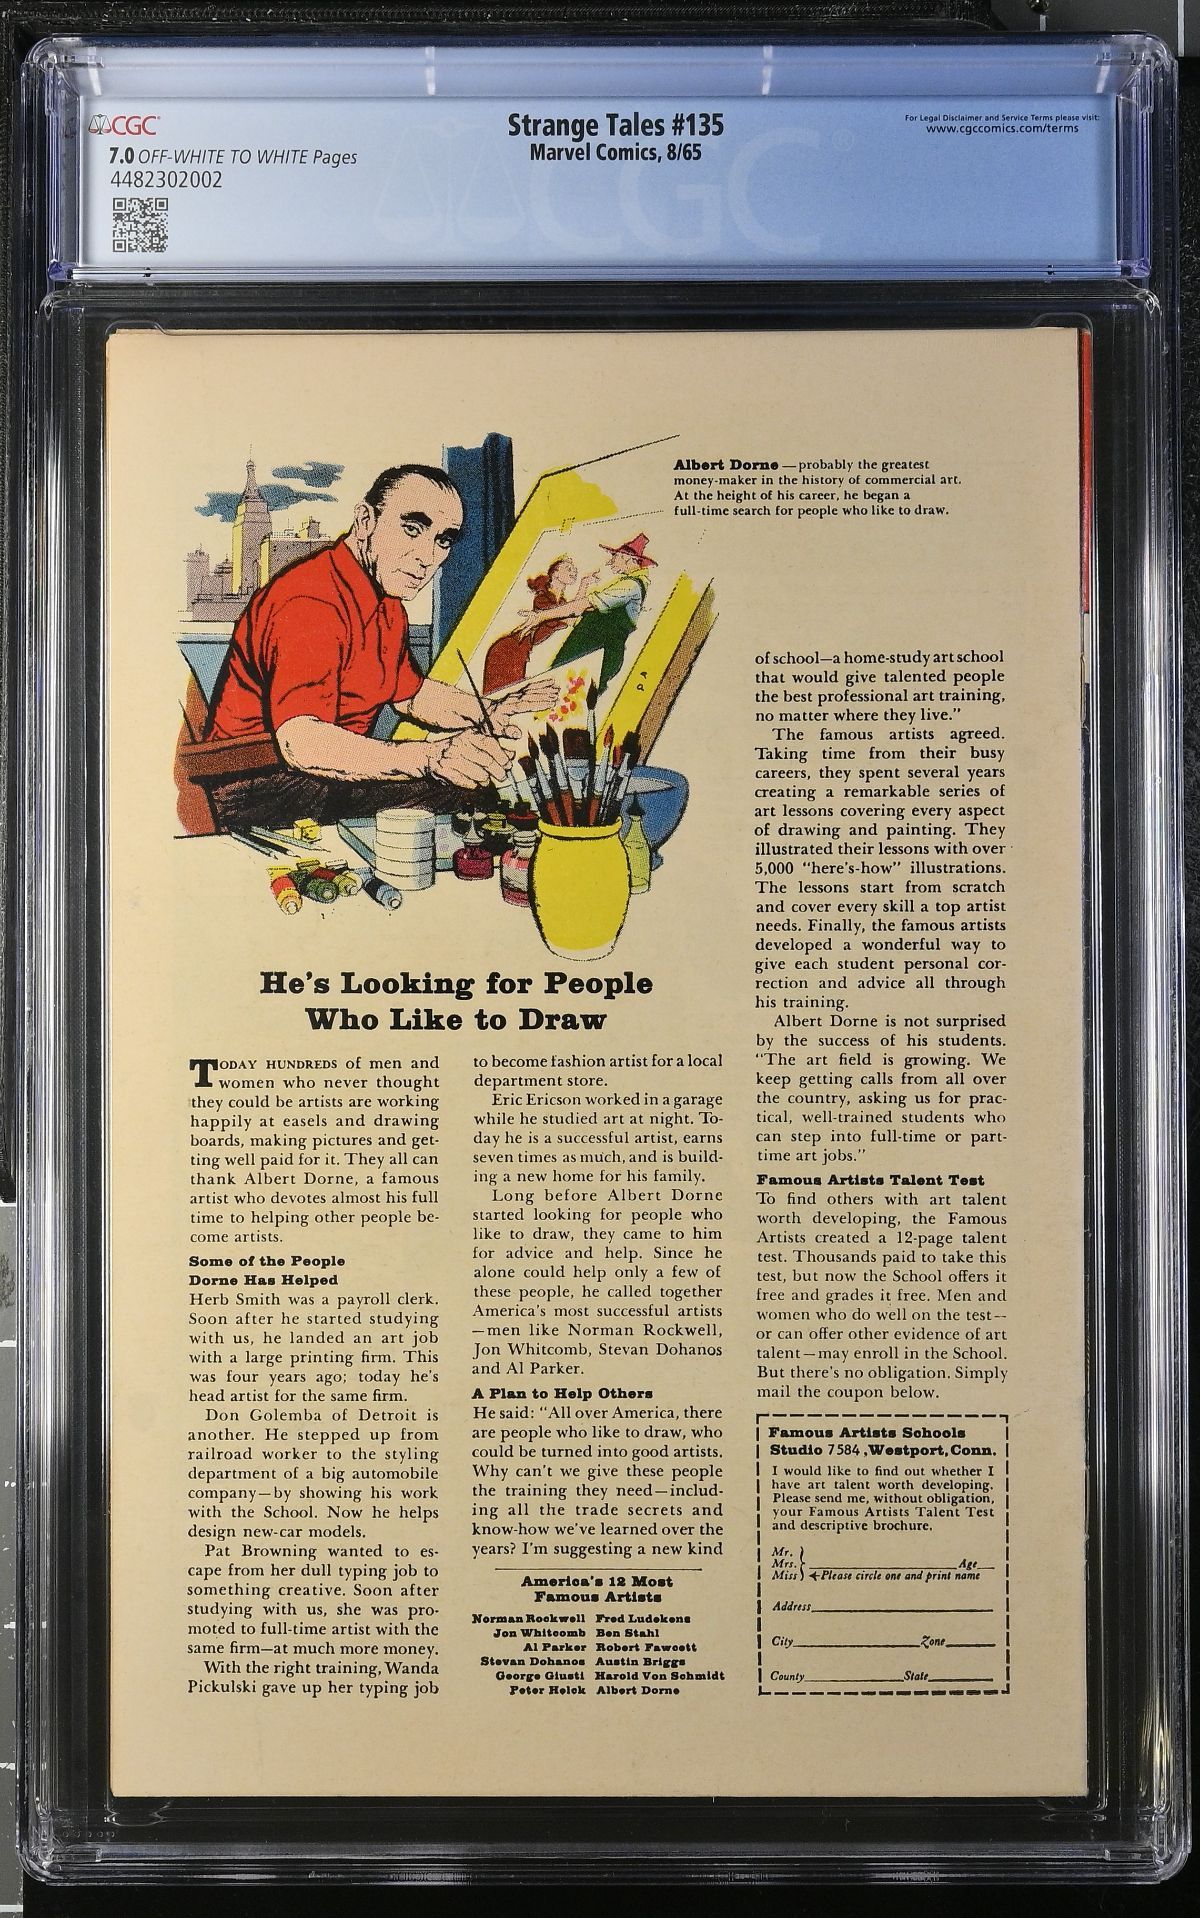 CGC
7.0 OFF-WHITE TO WHITE Pages
4482302002
Strange Tales #135
Marvel Comics, 8/65
For Legal Disclaimer and Service Terms please visit:
www.cgccomics.com/terms
CGC
Albert Dorne — probably the greatest
money-maker in the history of commercial art.
At the height of his career, he began a
full-time search for people who like to draw.
He's Looking for People
Who Like to Draw
TODAY HUNDREDS of men and
women who never thought
they could be artists are working
happily at easels and drawing
boards, making pictures and get-
ting well paid for it. They all can
thank Albert Dorne, a famous
artist who devotes almost his full
time to helping other people be-
come artists.
Some of the People
Dorne Has Helped
Herb Smith was a payroll clerk.
Soon after he started studying
with us, he landed an art job
with a large printing firm. This
was four years ago; today he's
head artist for the same firm.
Don Golemba of Detroit is
another. He stepped up from
railroad worker to the styling
department of a big automobile
company—by showing his work
with the School. Now he helps
design new-car models.
Pat Browning wanted to es-
cape from her dull typing job to
something creative. Soon after
studying with us, she was pro-
moted to full-time artist with the
same firm—at much more money.
With the right training, Wanda
Pickulski gave up her typing job
to become fashion artist for a local
department store.
Eric Ericson worked in a garage
while he studied art at night. To-
day he is a successful artist, earns
seven times as much, and is build-
ing a new home for his family.
Long before Albert Dorne
started looking for people who
like to draw, they came to him
for advice and help. Since he
alone could help only a few of
these people, he called together
America's most successful artists
—men like Norman Rockwell,
Jon Whitcomb, Stevan Dohanos
and Al Parker.
A Plan to Help Others
He said: "All over America, there
are people who like to draw, who
could be turned into good artists.
Why can't we give these people
the training they need—includ-
ing all the trade secrets and
know-how we've learned over the
years? I'm suggesting a new kind
America's 12 Most
Famous Artists
Norman Rockwell Fred Ludekens
Jon Whitcomb Ben Stahl
Al Parker Robert Fawcett
Stevan Dohanos Austin Briggs
George Giusti Harold Von Schmidt
Peter Helck Albert Dorne
of school—a home-study art school
that would give talented people
the best professional art training,
no matter where they live."
The famous artists agreed.
Taking time from their busy
careers, they spent several years
creating a remarkable series of
art lessons covering every aspect
of drawing and painting. They
illustrated their lessons with over
5,000 "here's-how" illustrations.
The lessons start from scratch
and cover every skill a top artist
needs. Finally, the famous artists
developed a wonderful way to
give each student personal cor-
rection and advice all through
his training.
Albert Dorne is not surprised
by the success of his students.
"The art field is growing. We
keep getting calls from all over
the country, asking us for prac-
tical, well-trained students who
can step into full-time or part-
time art jobs."
Famous Artists Talent Test
To find others with art talent
worth developing, the Famous
Artists created a 12-page talent
test. Thousands paid to take this
test, but now the School offers it
free and grades it free. Men and
women who do well on the test—
or can offer other evidence of art
talent—may enroll in the School.
But there's no obligation. Simply
mail the coupon below.
Famous Artists Schools
Studio 7584, Westport, Conn.
I would like to find out whether I
have art talent worth developing.
Please send me, without obligation,
your Famous Artists Talent Test
and descriptive brochure.
Mr.
Mrs. Age
Miss Please circle one and print name
Address
City Zone
County State